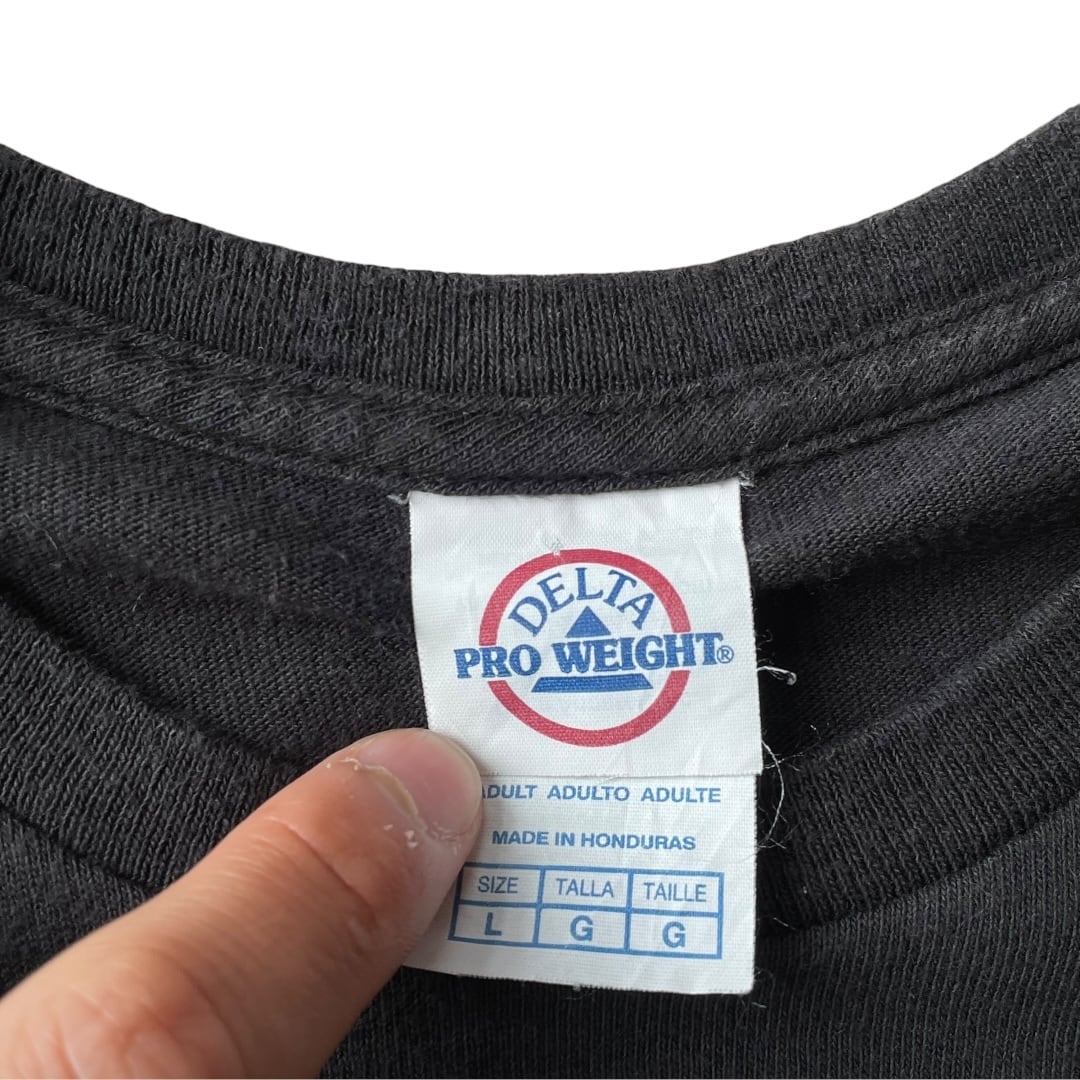 DELTA
PRO WEIGHT®
ADULT ADULTO ADULTE
MADE IN HONDURAS
SIZE TALLA TAILLE
L G G